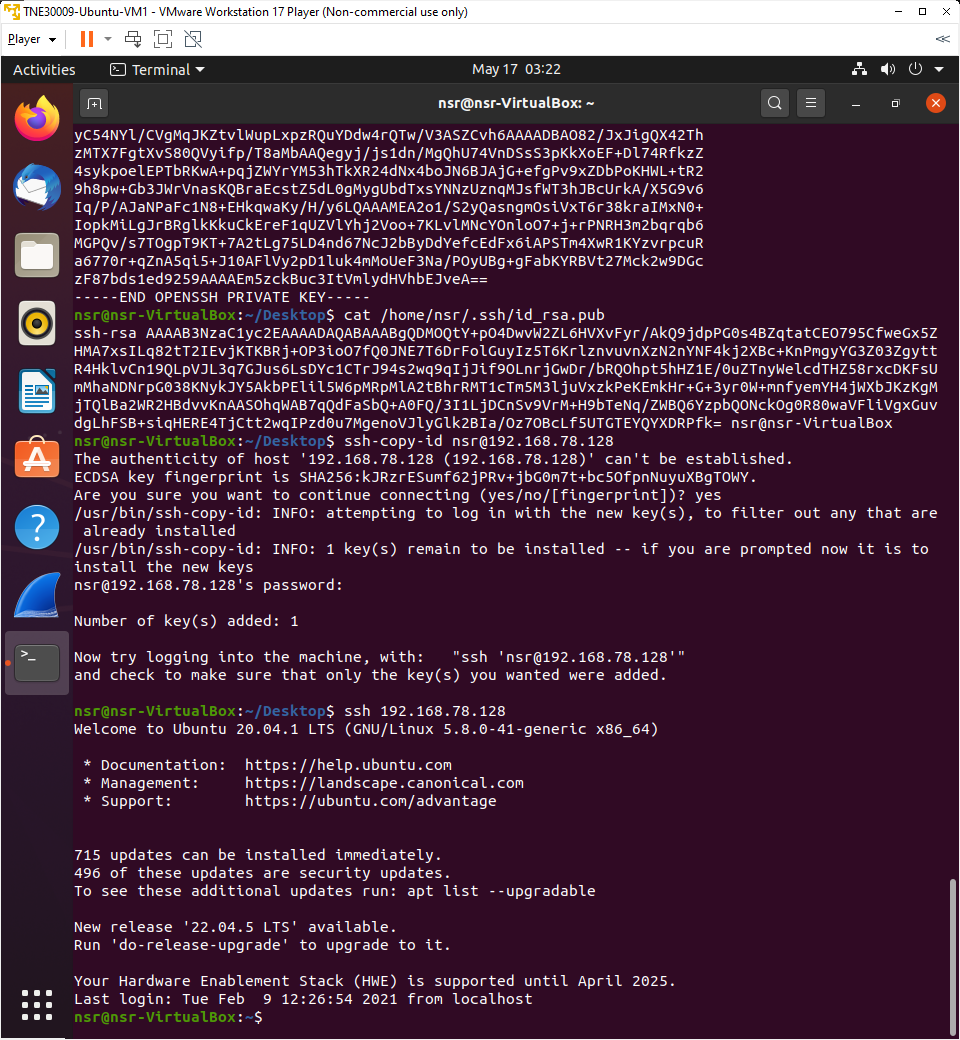 TNE30009-Ubuntu-VM1 - VMware Workstation 17 Player (Non-commercial use only)
Player
Activities
Terminal
May 17 03:22
nsr@nsr-VirtualBox: ~
yC54NYl/CVgMqJKZtvlWupLxpzRQuYDdw4rQTw/V3ASZCvh6AAAADBAO82/JxJigQX42Th
zMTX7FgtXvS80QVyifp/T8aMbAAQegyj/js1dn/MgQhU74VnDSsS3pKkXoEF+Dl74RfkzZ
4sykpoelEPTbRKwA+pqjZWYrYM53hTkXR24dNx4boJN6BJAjG+efgPv9xZDbPoKHWL+tR2
9h8pw+Gb3JWrVnasKQBraEcstZ5dL0gMygUbdTxsYNNzUznqMJsfWT3hJBcUrkA/X5G9v6
Iq/P/AJaNPaFc1N8+EHkqwaKy/H/y6LQAAAMEA2o1/S2yQasngmOsiVxT6r38kraIMxN0+
IopkMiLgJrBRglkKkuCkEreF1qUZVlYhj2Voo+7KLvlMNcYOnloO7+j+rPNRH3m2bqrqb6
MGPQv/s7TOgpT9KT+7A2tLg75LD4nd67NcJ2bByDdYefcEdFx6iAPSTm4XwR1KYzvrpcuR
a6770r+qZnA5qi5+J10AFlVy2pD1luk4mMoUeF3Na/POyUBg+gFabKYRBVt27Mck2w9DGc
zF87bds1ed9259AAAAEm5zckBuc3ItVmlydHVhbEJveA==
-----END OPENSSH PRIVATE KEY-----
nsr@nsr-VirtualBox:~/Desktop$ cat /home/nsr/.ssh/id_rsa.pub
ssh-rsa AAAAB3NzaC1yc2EAAAADAQABAAABgQDMOQtY+pO4DwvW2ZL6HVXvFyr/AkQ9jdpPG0s4BZqtatCEO795CfweGx5Z
HMA7xsILq82tT2IEvjKTKBRj+OP3ioO7fQ0JNE7T6DrFolGuyIz5T6KrlznvuvnXzN2nYNF4kj2XBc+KnPmgyYG3Z03Zgytt
R4HklvCn19QLpVJL3q7GJus6LsDYc1CTrJ94s2wq9qIjJif9OLnrjGwDr/bRQOhpt5hHZ1E/0uZTnyWelcdTHZ58rxcDKFsU
mMhaNDNrpG038KNykJY5AkbPElil5W6pMRpMlA2tBhrRMT1cTm5M3ljuVxzkPeKEmkHr+G+3yr0W+mnfyemYH4jWXbJKzKgM
jTQlBa2WR2HBdvvKnAASOhqWAB7qQdFaSbQ+A0FQ/3I1LjDCnSv9VrM+H9bTeNq/ZWBQ6YzpbQONckOg0R80waVFliVgxGuv
dgLhFSB+siqHERE4TjCtt2wqIPzd0u7MgenoVJlyGlk2BIa/Oz7OBcLf5UTGTEYQYXDRPfk= nsr@nsr-VirtualBox
nsr@nsr-VirtualBox:~/Desktop$ ssh-copy-id nsr@192.168.78.128
The authenticity of host '192.168.78.128 (192.168.78.128)' can't be established.
ECDSA key fingerprint is SHA256:kJRzrESumf62jPRv+jbG0m7t+bc5OfpnNuyuXBgTOWY.
Are you sure you want to continue connecting (yes/no/[fingerprint])? yes
/usr/bin/ssh-copy-id: INFO: attempting to log in with the new key(s), to filter out any that are
 already installed
/usr/bin/ssh-copy-id: INFO: 1 key(s) remain to be installed -- if you are prompted now it is to
install the new keys
nsr@192.168.78.128's password:
Number of key(s) added: 1
Now try logging into the machine, with:   "ssh 'nsr@192.168.78.128'"
and check to make sure that only the key(s) you wanted were added.
nsr@nsr-VirtualBox:~/Desktop$ ssh 192.168.78.128
Welcome to Ubuntu 20.04.1 LTS (GNU/Linux 5.8.0-41-generic x86_64)
 * Documentation:  https://help.ubuntu.com
 * Management:     https://landscape.canonical.com
 * Support:        https://ubuntu.com/advantage
715 updates can be installed immediately.
496 of these updates are security updates.
To see these additional updates run: apt list --upgradable
New release '22.04.5 LTS' available.
Run 'do-release-upgrade' to upgrade to it.
Your Hardware Enablement Stack (HWE) is supported until April 2025.
Last login: Tue Feb  9 12:26:54 2021 from localhost
nsr@nsr-VirtualBox:~$